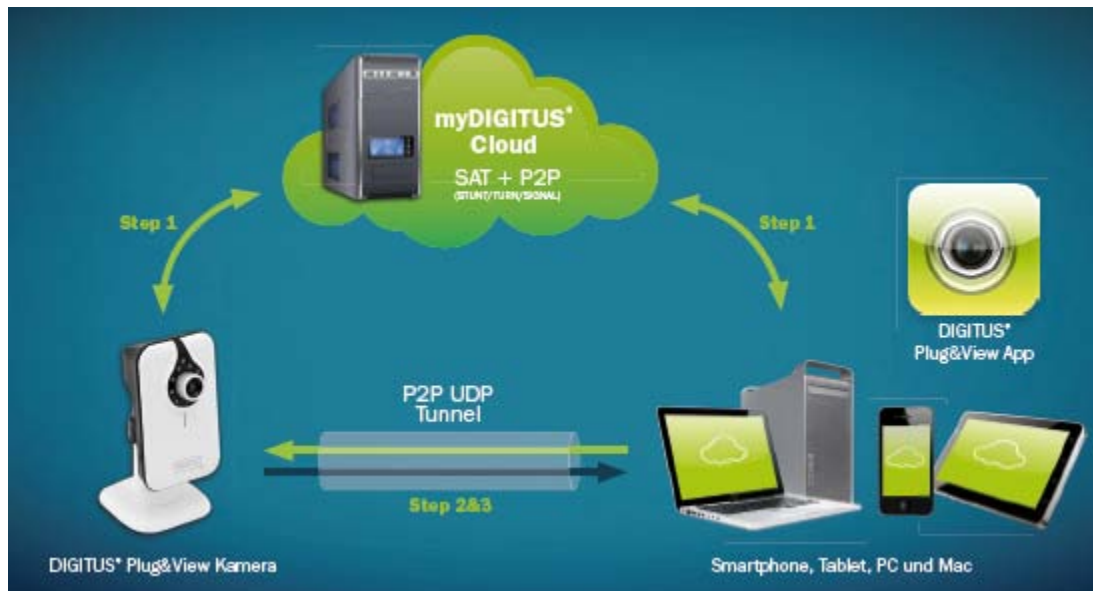 myDIGITUS*
Cloud
SAT + P2P
(STUNT/TURN/SIGNAL)
Step 1
Step 1
DIGITUS*
Plug&View App
P2P UDP
Tunnel
Step 2&3
DIGITUS* Plug&View Kamera
Smartphone, Tablet, PC und Mac